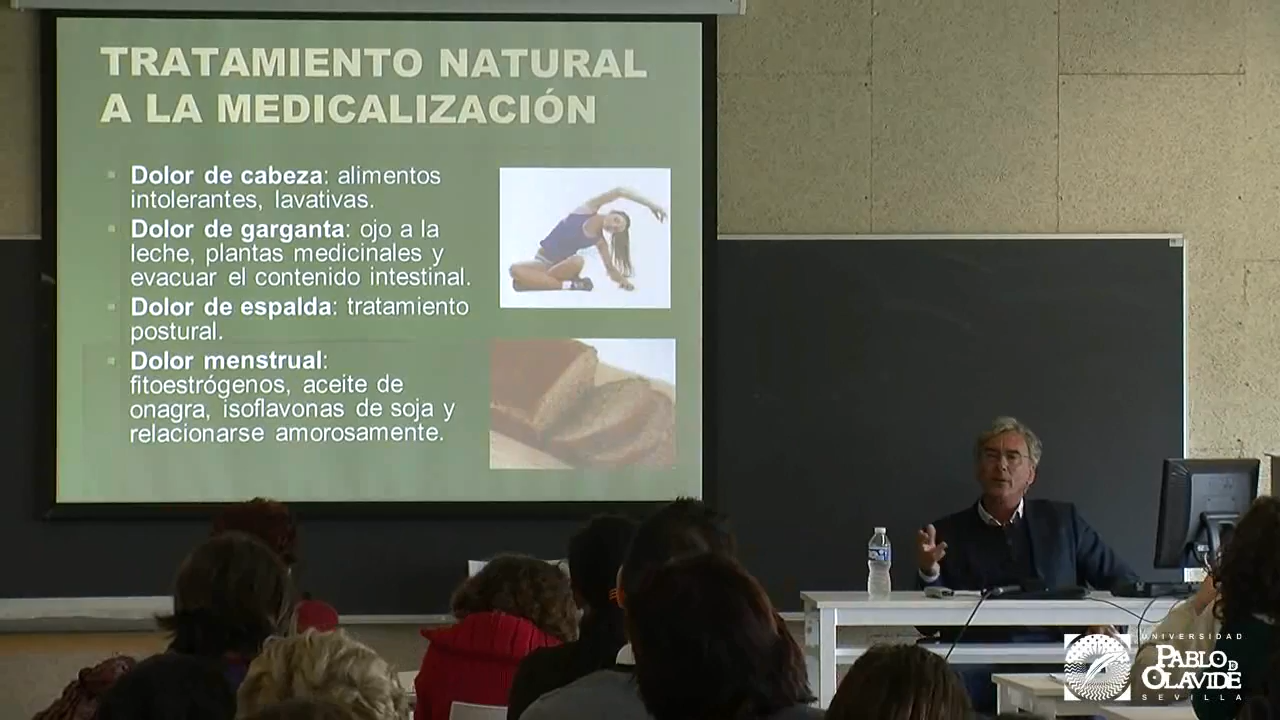 TRATAMIENTO NATURAL
A LA MEDICALIZACIÓN
Dolor de cabeza: alimentos
intolerantes, lavativas.
Dolor de garganta: ojo a la
leche, plantas medicinales y
evacuar el contenido intestinal.
Dolor de espalda: tratamiento
postural.
Dolor menstrual:
fitoestrógenos, aceite de
onagra, isoflavonas de soja y
relacionarse amorosamente.
UNIVERSIDAD
PABLO DE
OLAVIDE
SEVILLA